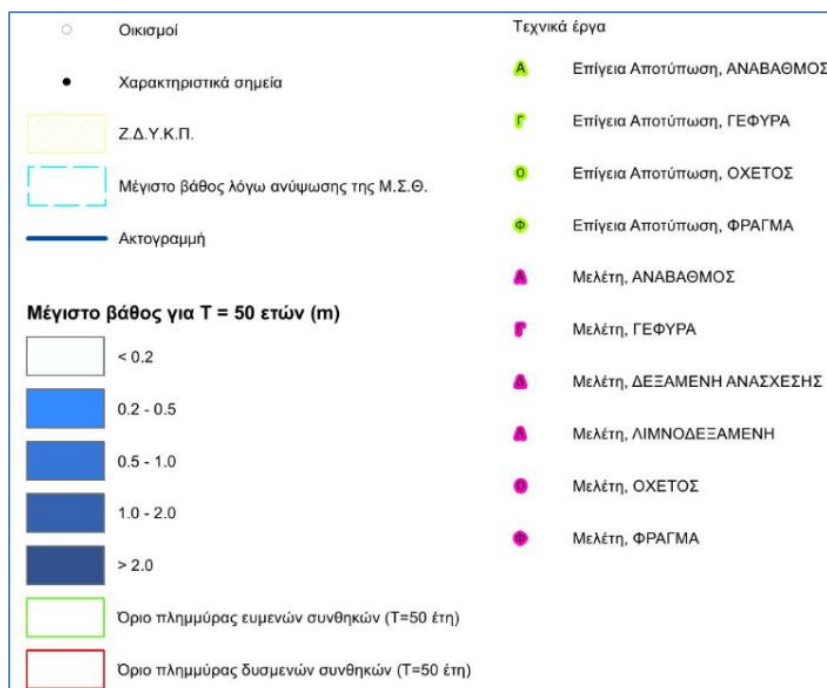 Οικισμοί
Χαρακτηριστικά σημεία
Ζ.Δ.Υ.Κ.Π.
Μέγιστο βάθος λόγω ανύψωσης της Μ.Σ.Θ.
Ακτογραμμή
Μέγιστο βάθος για Τ = 50 ετών (m)
< 0.2
0.2 - 0.5
0.5 - 1.0
1.0 - 2.0
> 2.0
Όριο πλημμύρας ευμενών συνθηκών (Τ=50 έτη)
Όριο πλημμύρας δυσμενών συνθηκών (Τ=50 έτη)
Τεχνικά έργα
Α Επίγεια Αποτύπωση, ΑΝΑΒΑΘΜΟΣ
Γ Επίγεια Αποτύπωση, ΓΕΦΥΡΑ
Ο Επίγεια Αποτύπωση, ΟΧΕΤΟΣ
Φ Επίγεια Αποτύπωση, ΦΡΑΓΜΑ
Α Μελέτη, ΑΝΑΒΑΘΜΟΣ
Γ Μελέτη, ΓΕΦΥΡΑ
Δ Μελέτη, ΔΕΞΑΜΕΝΗ ΑΝΑΣΧΕΣΗΣ
Λ Μελέτη, ΛΙΜΝΟΔΕΞΑΜΕΝΗ
Ο Μελέτη, ΟΧΕΤΟΣ
Φ Μελέτη, ΦΡΑΓΜΑ